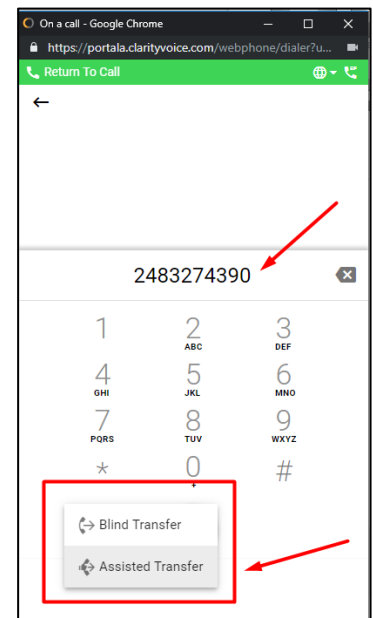 On a call - Google Chrome
https://portala.clarityvoice.com/webphone/dialer?u...
Return To Call
2483274390
1 2 3
ABC DEF
4 5 6
GHI JKL MNO
7 8 9
PQRS TUV WXYZ
* 0 #
+
Blind Transfer
Assisted Transfer